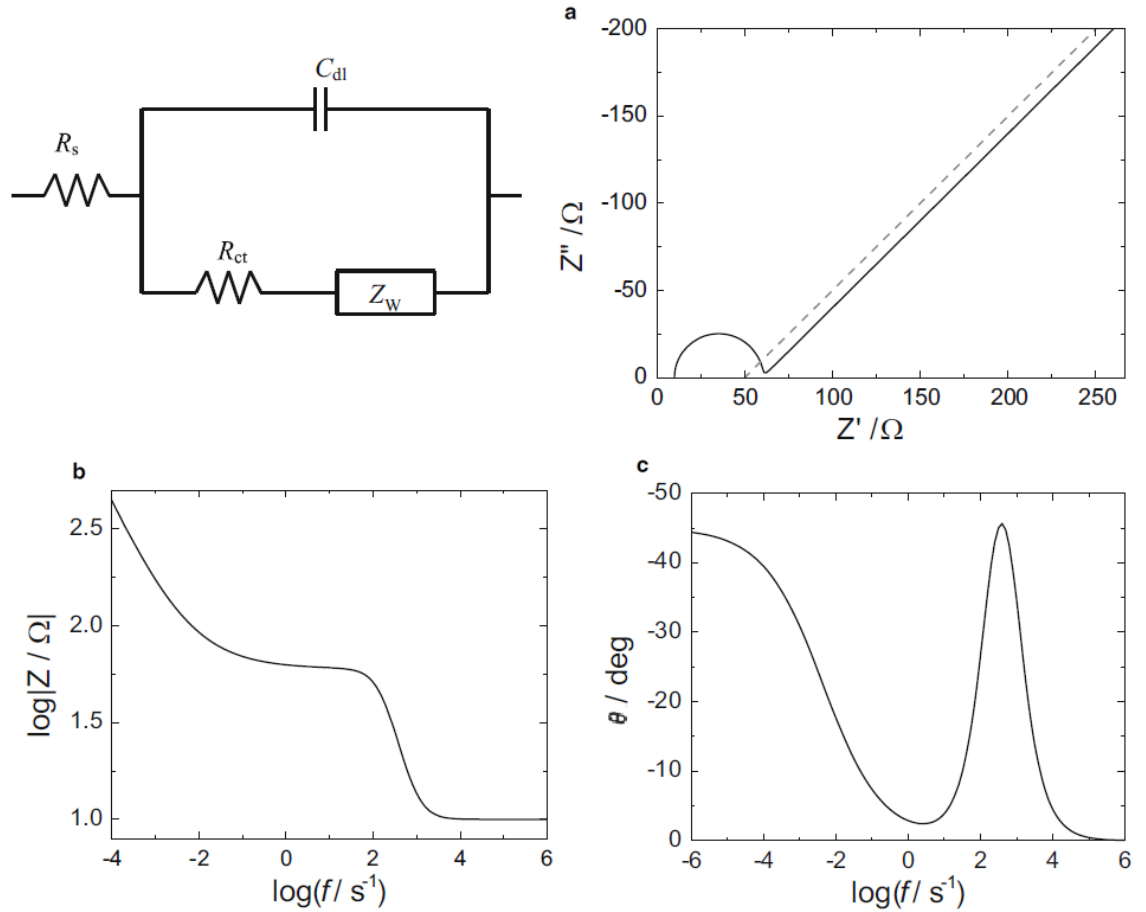 C_dl
R_s
R_ct
Z_W
a
-200
-150
-100
-50
0
Z'' /Ω
0 50 100 150 200 250
Z' /Ω
b
2.5
2.0
1.5
1.0
log|Z / Ω|
-4 -2 0 2 4 6
log(f / s⁻¹)
c
-50
-40
-30
-20
-10
0
θ / deg
-6 -4 -2 0 2 4 6
log(f / s⁻¹)